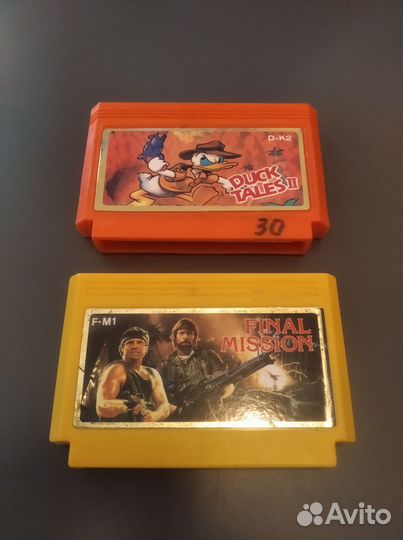 D-K2
DUCK
TALES II
30
F-M1
FINAL
MISSION
Avito